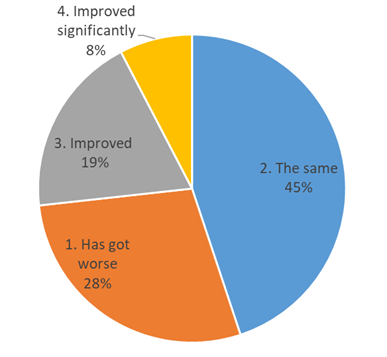 4. Improved
significantly
8%
3. Improved
19%
2. The same
45%
1. Has got
worse
28%